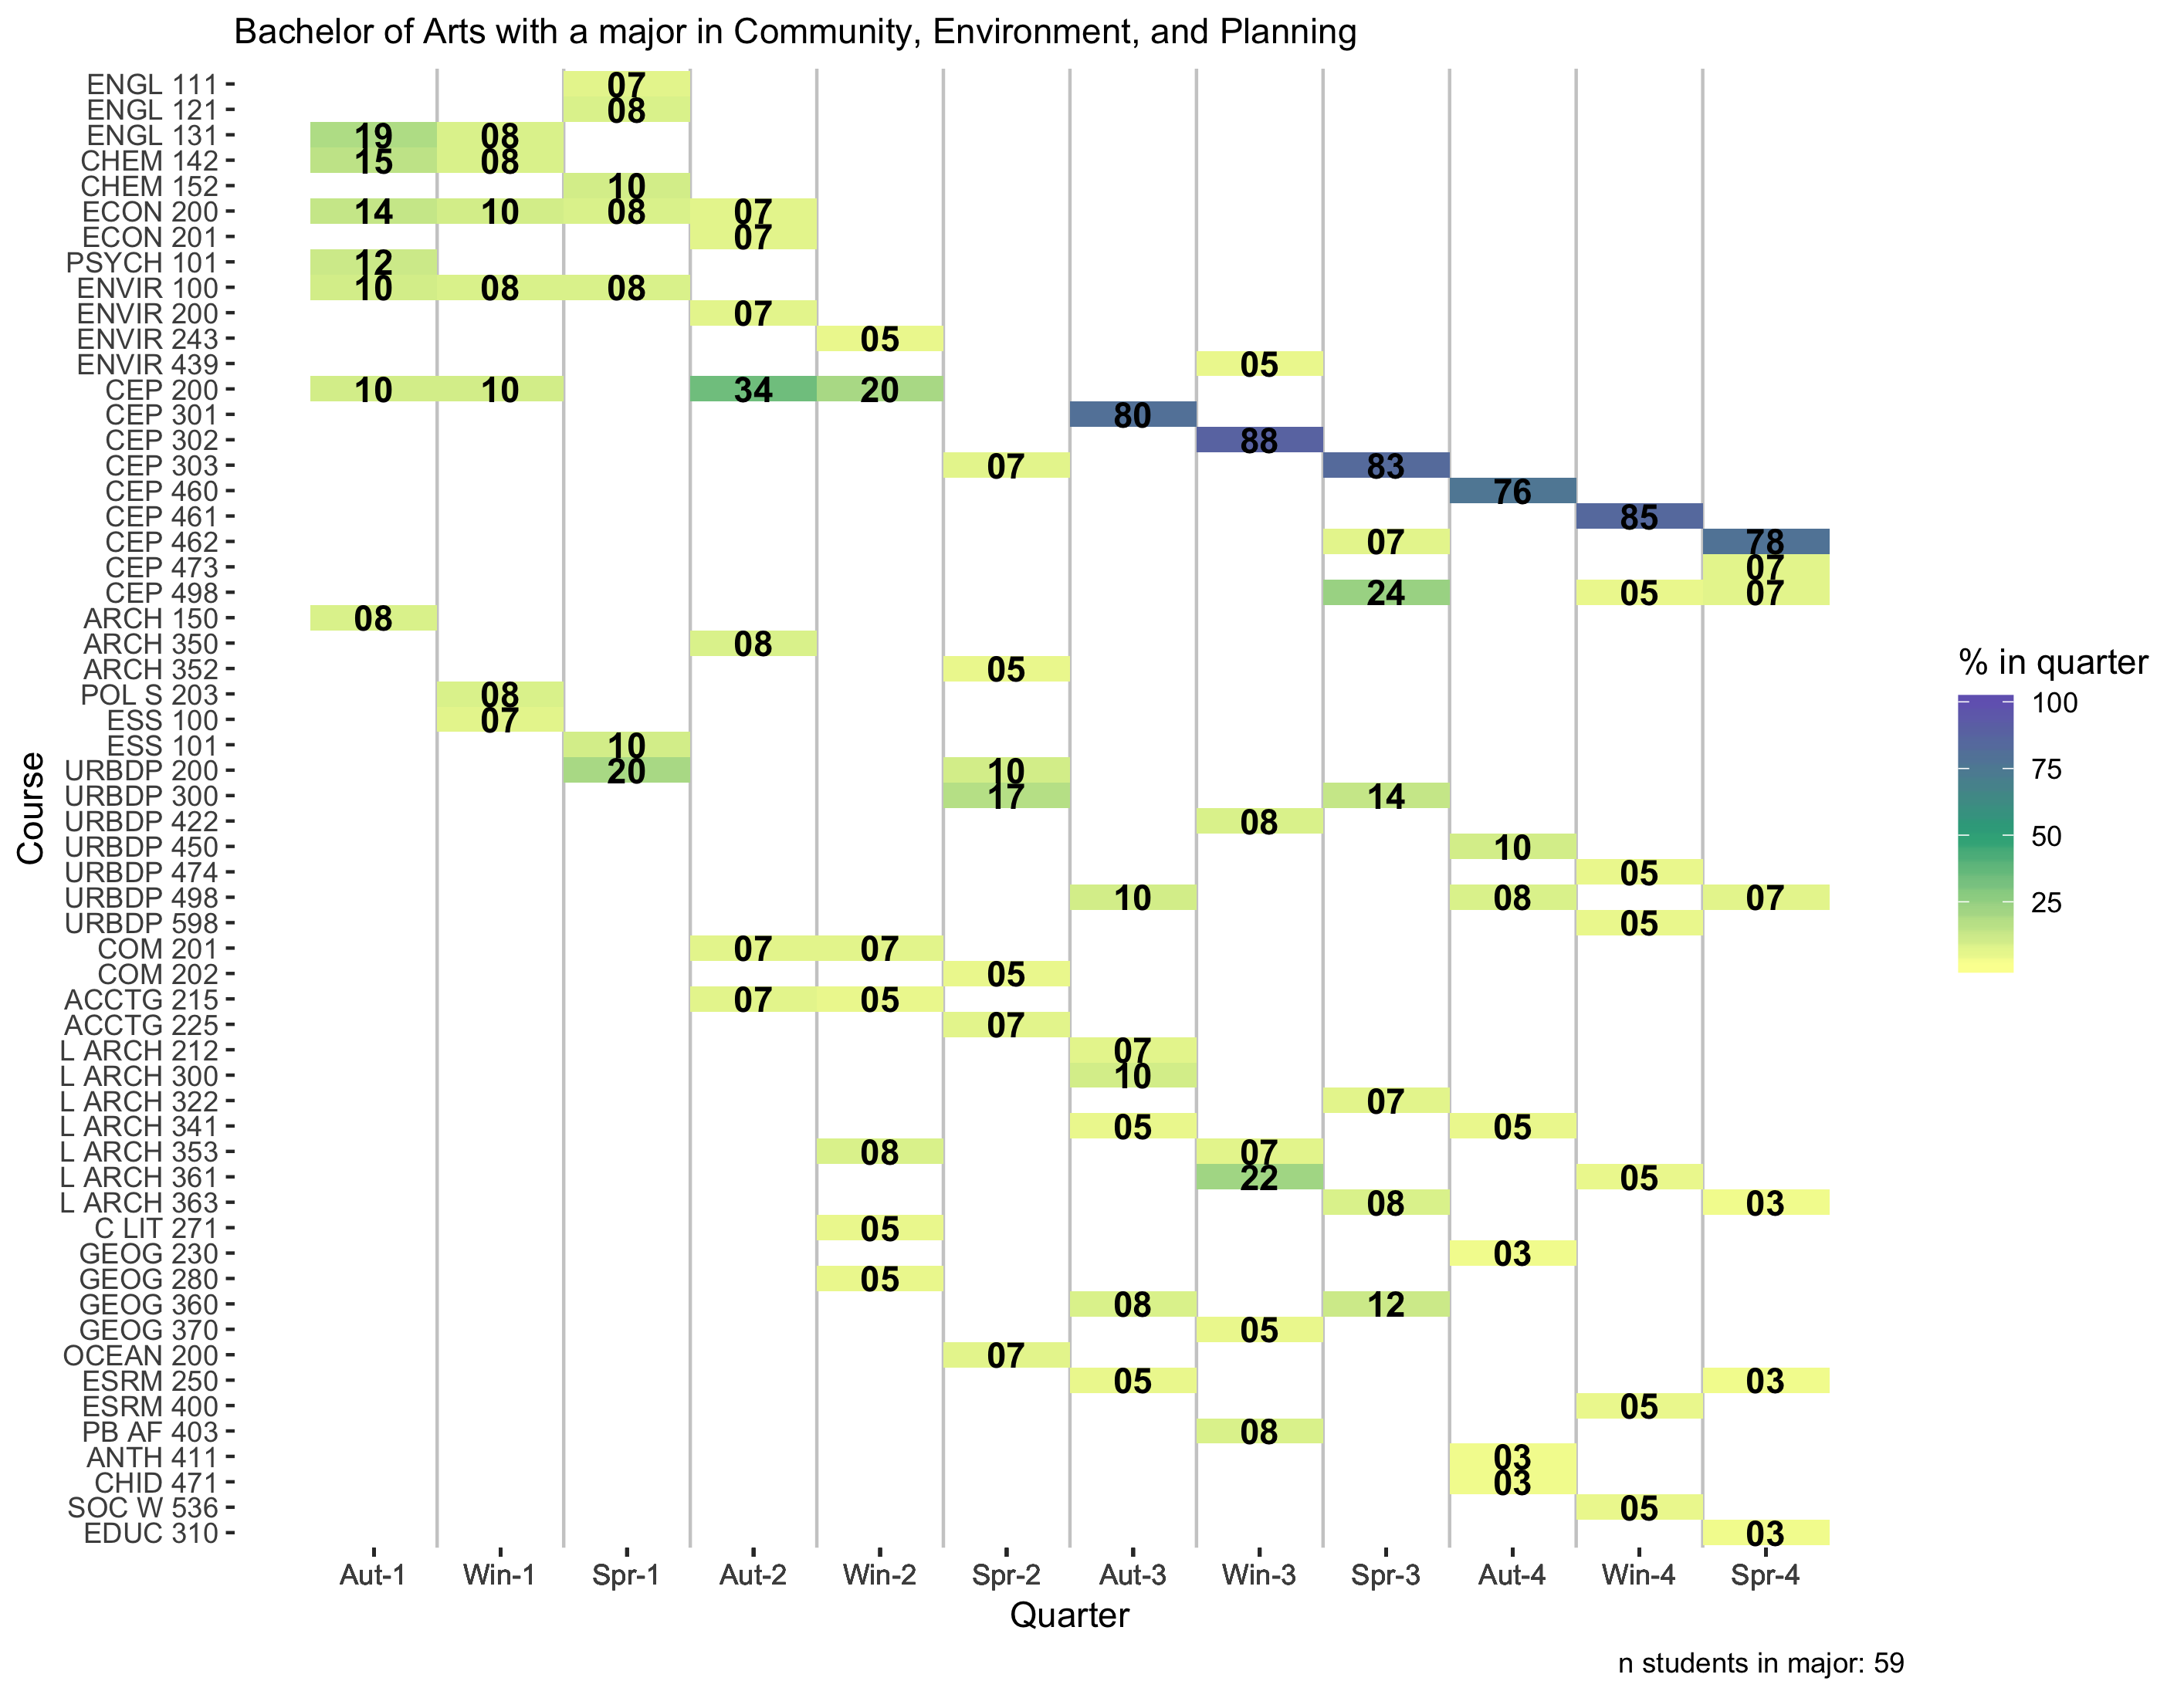 Bachelor of Arts with a major in Community, Environment, and Planning
ENGL 111 07
ENGL 121 08
ENGL 131 19 08
CHEM 142 15 08
CHEM 152 10
ECON 200 14 10 08 07
ECON 201 07
PSYCH 101 12
ENVIR 100 10 08 08
ENVIR 200 07
ENVIR 243 05
ENVIR 439 05
CEP 200 10 10 34 20
CEP 301 80
CEP 302 88
CEP 303 07 83
CEP 460 76
CEP 461 85
CEP 462 07 78
CEP 473 07
CEP 498 24 05 07
ARCH 150 08
ARCH 350 08
ARCH 352 05
POL S 203 08
ESS 100 07
ESS 101 10
URBDP 200 20 10
URBDP 300 17 14
URBDP 422 08
URBDP 450 10
URBDP 474 05
URBDP 498 10 08 07
URBDP 598 05
COM 201 07 07
COM 202 05
ACCTG 215 07 05
ACCTG 225 07
L ARCH 212 07
L ARCH 300 10
L ARCH 322 07
L ARCH 341 05 05
L ARCH 353 08 07
L ARCH 361 22 05
L ARCH 363 08 03
C LIT 271 05
GEOG 230 03
GEOG 280 05
GEOG 360 08 12
GEOG 370 05
OCEAN 200 07
ESRM 250 05 03
ESRM 400 05
PB AF 403 08
ANTH 411 03
CHID 471 03
SOC W 536 05
EDUC 310 03
Course
Aut-1 Win-1 Spr-1 Aut-2 Win-2 Spr-2 Aut-3 Win-3 Spr-3 Aut-4 Win-4 Spr-4
Quarter
% in quarter
100
75
50
25
n students in major: 59